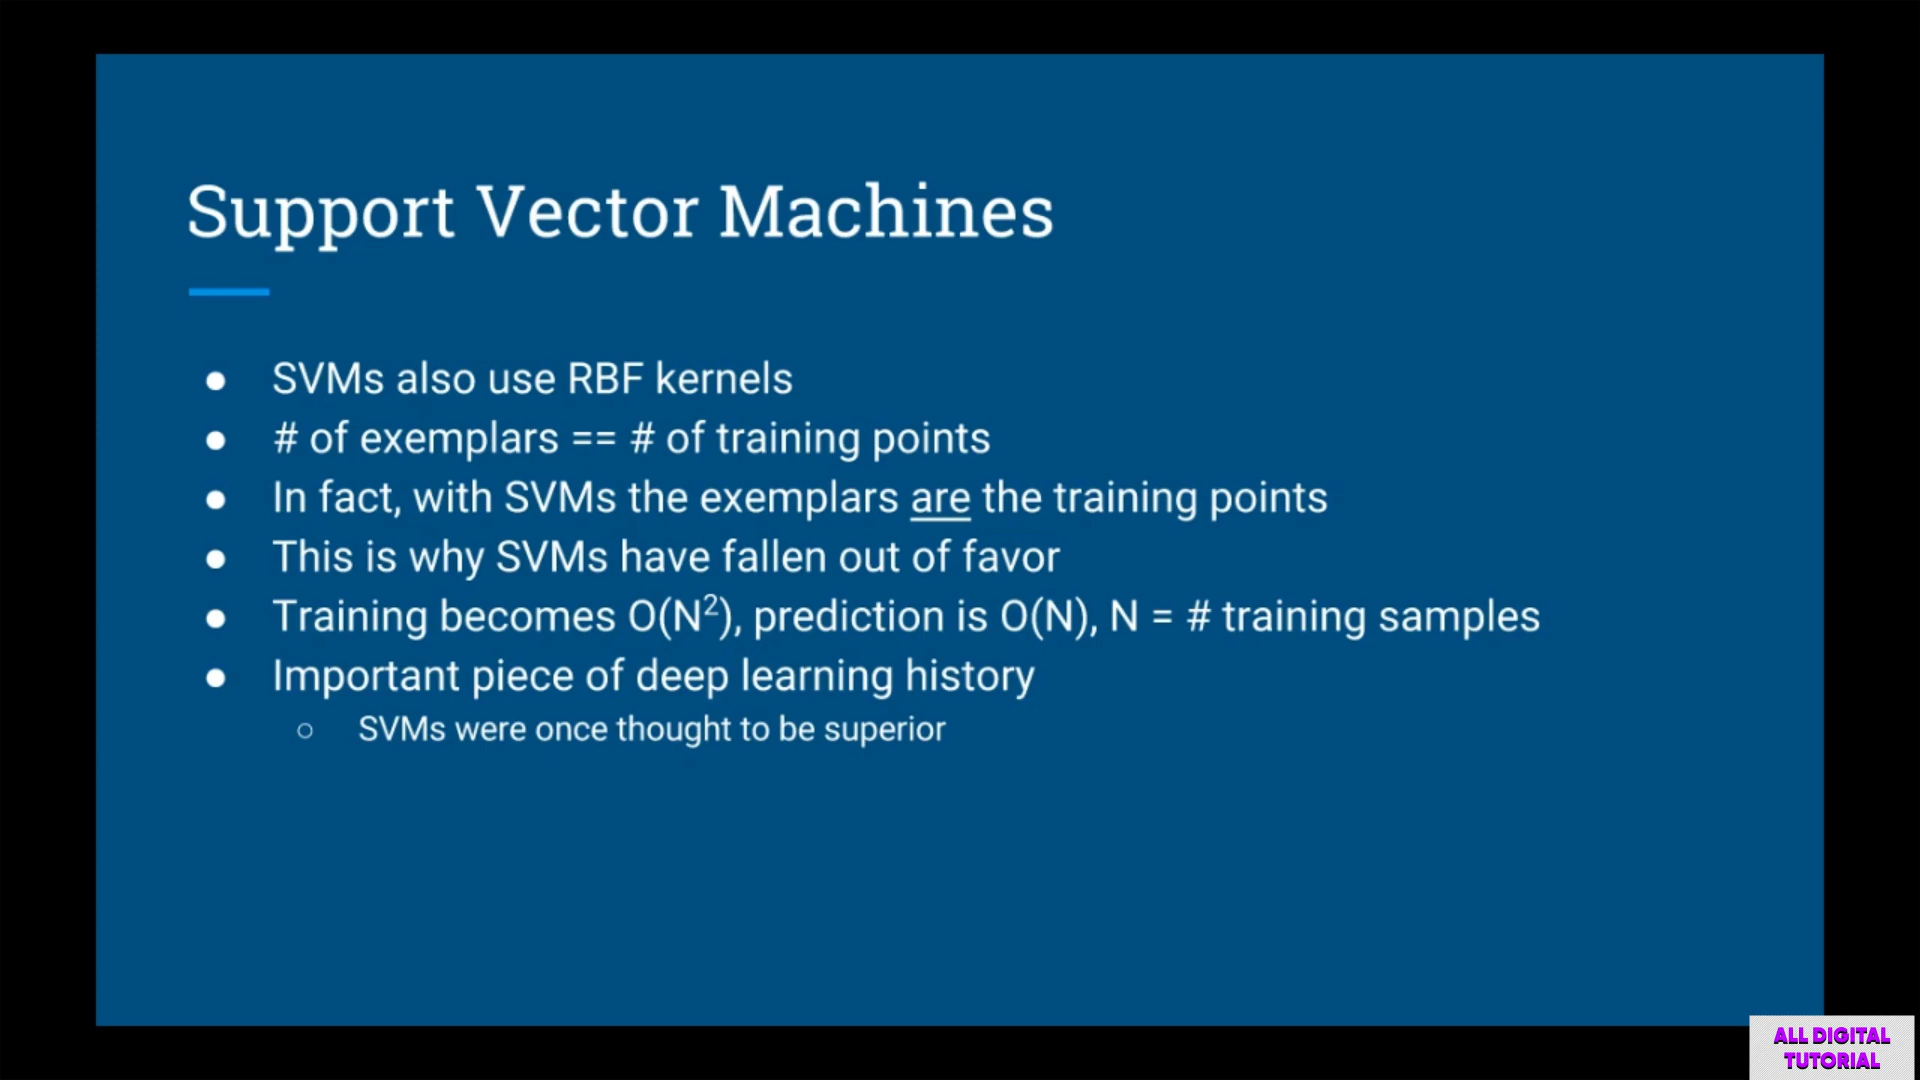 Support Vector Machines
● SVMs also use RBF kernels
● # of exemplars == # of training points
● In fact, with SVMs the exemplars are the training points
● This is why SVMs have fallen out of favor
● Training becomes O(N²), prediction is O(N), N = # training samples
● Important piece of deep learning history
○ SVMs were once thought to be superior
ALL DIGITAL
TUTORIAL